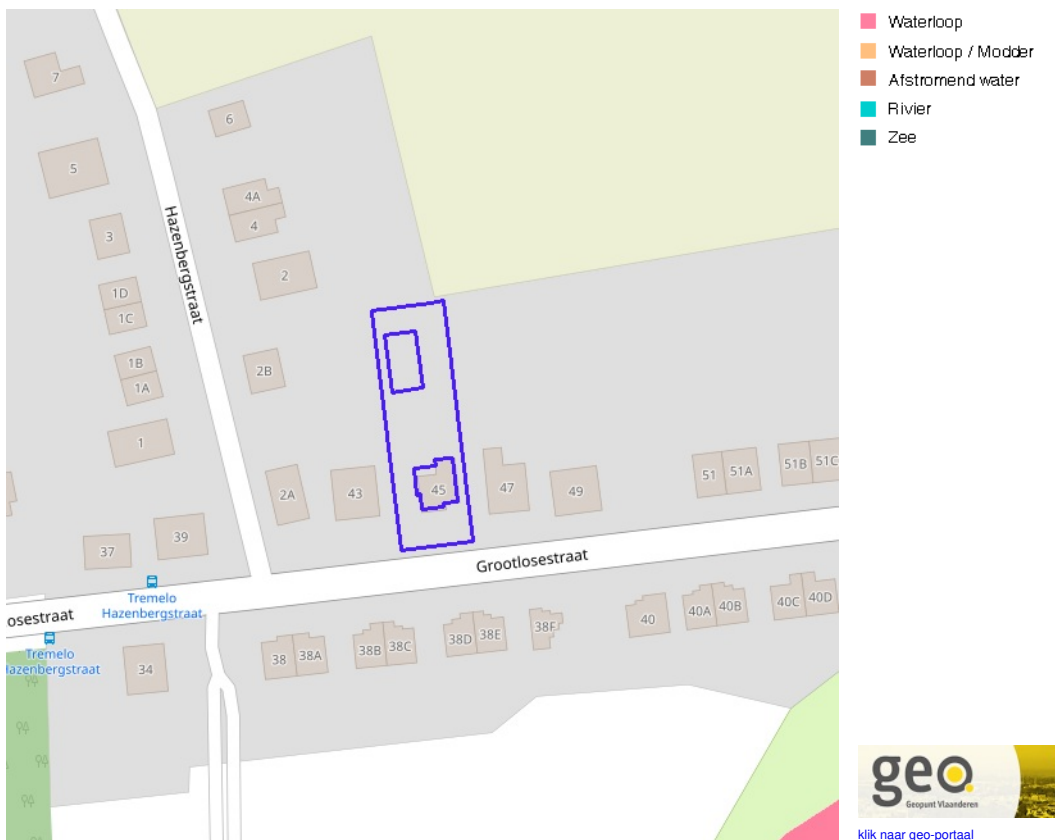 Waterloop
Waterloop / Modder
Afstromend water
Rivier
Zee
7
6
5
4A
4
3
Hazenbergstraat
2
1D
1C
1B
1A
2B
1
2A
43
45
47
49
51
51A
51B
51C
37
39
Grootlosestraat
Tremelo
Hazenbergstraat
osestraat
Tremelo
Hazenbergstraat
34
38
38A
38B
38C
38D
38E
38F
40
40A
40B
40C
40D
geo
Geopunt Vlaanderen
klik naar geo-portaal